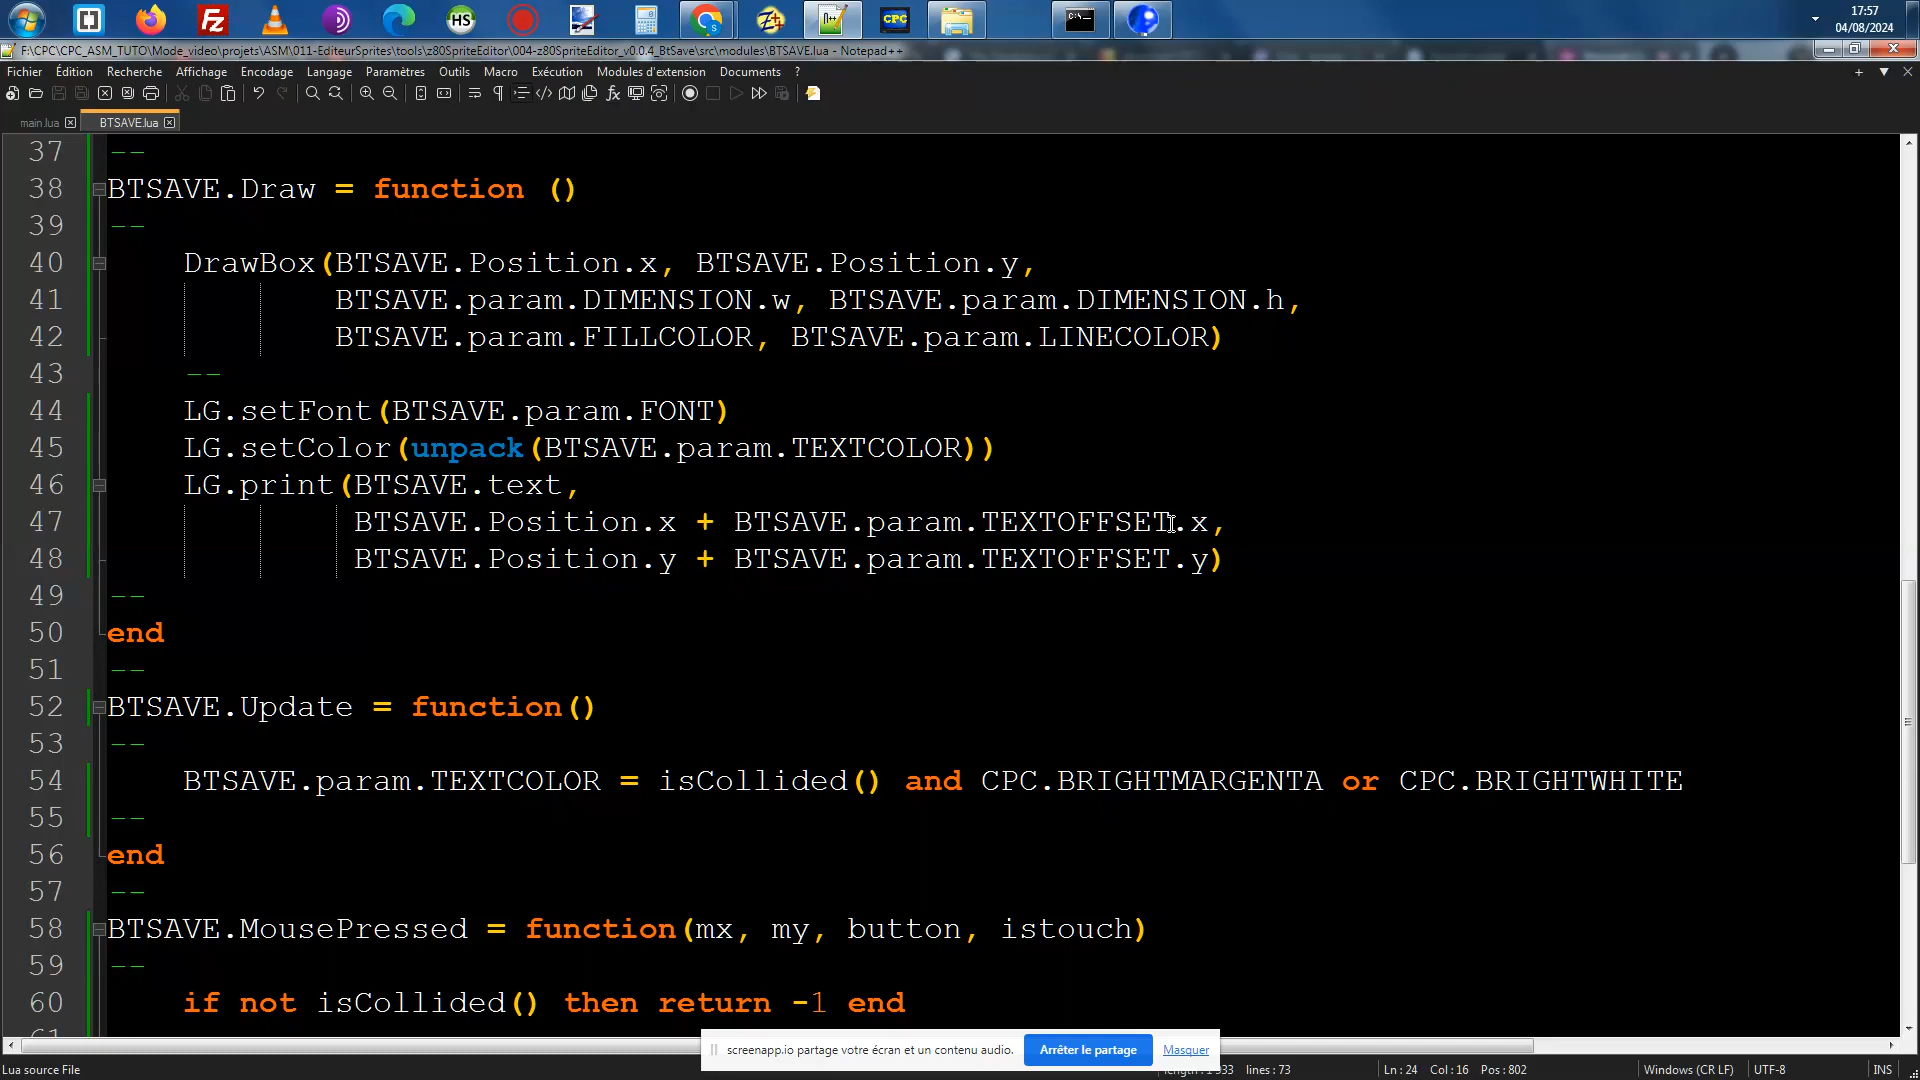 17:57
04/08/2024
F:\CPC\CPC_ASM_TUTO\Mode_video\projets\ASM\011-EditeurSprites\tools\z80SpriteEditor\004-z80SpriteEditor_v0.0.4_BtSave\src\modules\BTSAVE.lua - Notepad++
Fichier Édition Recherche Affichage Encodage Langage Paramètres Outils Macro Exécution Modules d'extension Documents ?
main.lua BTSAVE.lua
37 --
38 BTSAVE.Draw = function ()
39 --
40 DrawBox(BTSAVE.Position.x, BTSAVE.Position.y,
41 BTSAVE.param.DIMENSION.w, BTSAVE.param.DIMENSION.h,
42 BTSAVE.param.FILLCOLOR, BTSAVE.param.LINECOLOR)
43 --
44 LG.setFont(BTSAVE.param.FONT)
45 LG.setColor(unpack(BTSAVE.param.TEXTCOLOR))
46 LG.print(BTSAVE.text,
47 BTSAVE.Position.x + BTSAVE.param.TEXTOFFSET.x,
48 BTSAVE.Position.y + BTSAVE.param.TEXTOFFSET.y)
49 --
50 end
51 --
52 BTSAVE.Update = function()
53 --
54 BTSAVE.param.TEXTCOLOR = isCollided() and CPC.BRIGHTMARGENTA or CPC.BRIGHTWHITE
55 --
56 end
57 --
58 BTSAVE.MousePressed = function(mx, my, button, istouch)
59 --
60 if not isCollided() then return -1 end
screenapp.io partage votre écran et un contenu audio. Arrêter le partage Masquer
Lua source File lines : 73 Ln : 24 Col : 16 Pos : 802 Windows (CR LF) UTF-8 INS